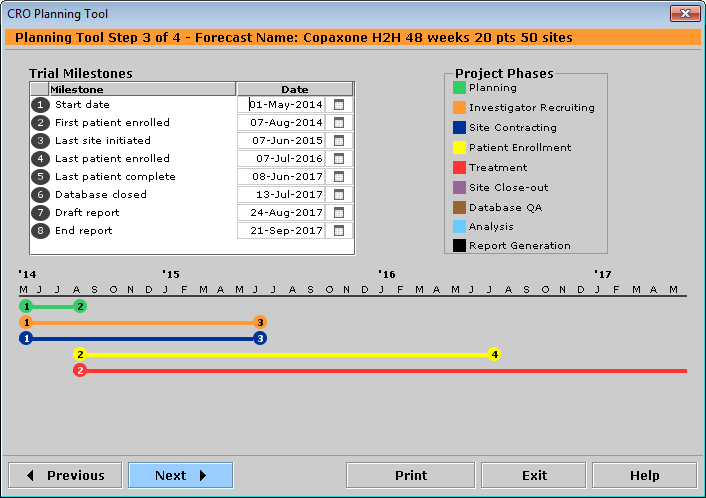 CRO Planning Tool
Planning Tool Step 3 of 4 - Forecast Name: Copaxone H2H 48 weeks 20 pts 50 sites
Trial Milestones
Milestone Date
1 Start date 01-May-2014
2 First patient enrolled 07-Aug-2014
3 Last site initiated 07-Jun-2015
4 Last patient enrolled 07-Jul-2016
5 Last patient complete 08-Jun-2017
6 Database closed 13-Jul-2017
7 Draft report 24-Aug-2017
8 End report 21-Sep-2017
Project Phases
Planning
Investigator Recruiting
Site Contracting
Patient Enrollment
Treatment
Site Close-out
Database QA
Analysis
Report Generation
'14 '15 '16 '17
M J J A S O N D J F M A M J J A S O N D J F M A M J J A S O N D J F M A M
1 2
1 3
1 3
2 4
2
Previous Next Print Exit Help